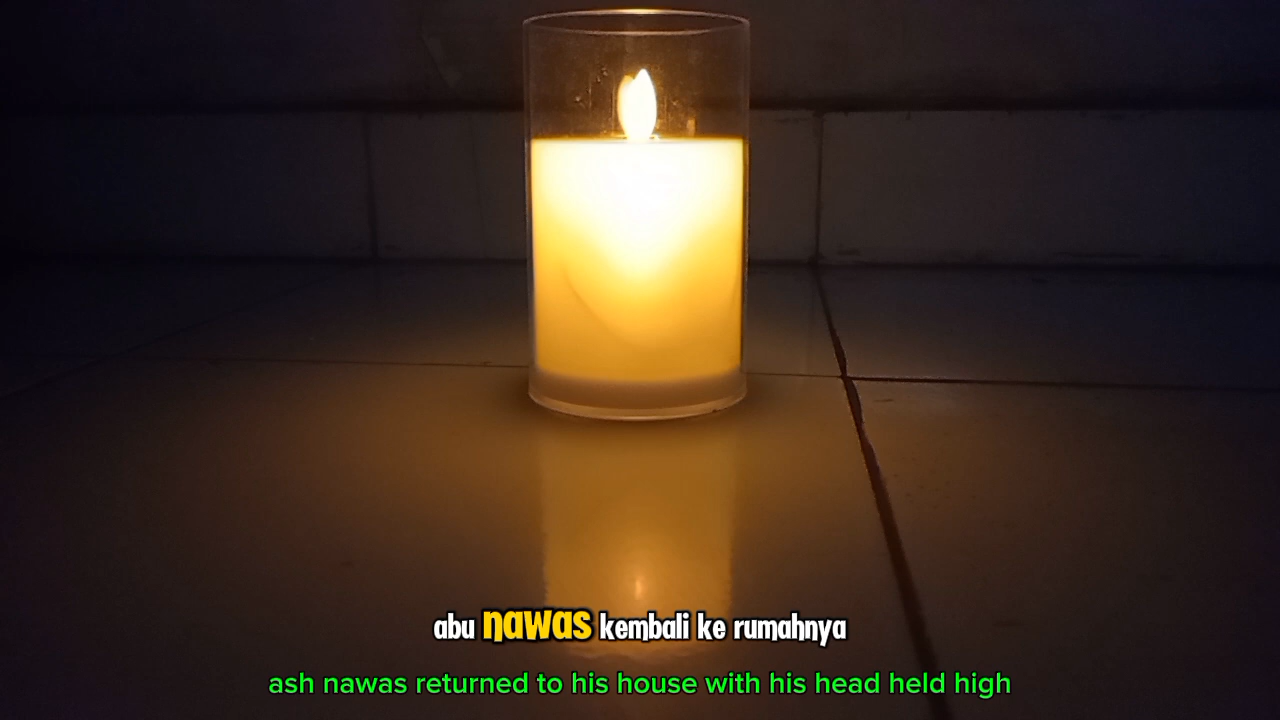 abu nawas kembali ke rumahnya
ash nawas returned to his house with his head held high